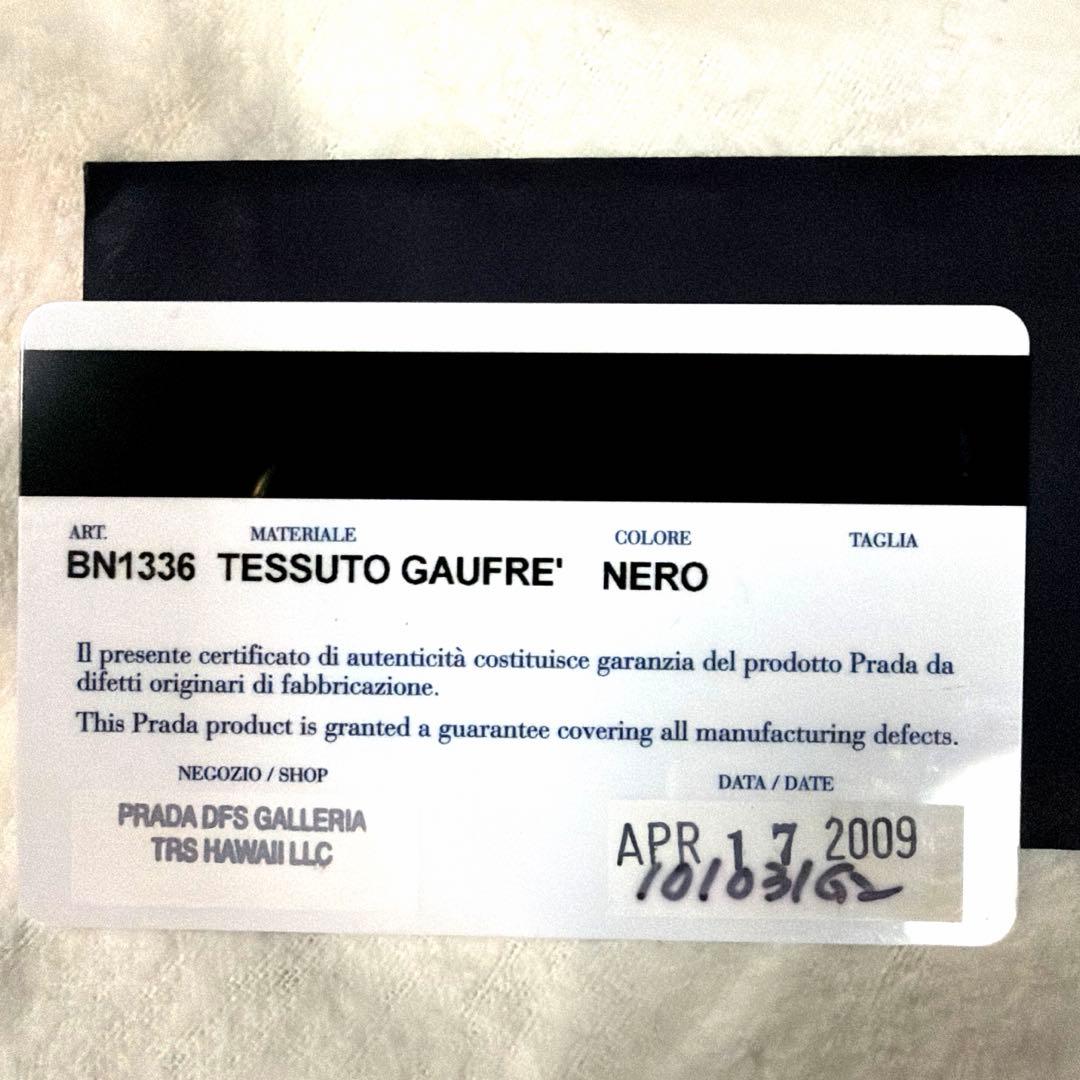 ART. MATERIALE COLORE TAGLIA
BN1336 TESSUTO GAUFRE' NERO
Il presente certificato di autenticità costituisce garanzia del prodotto Prada da
difetti originari di fabbricazione.
This Prada product is granted a guarantee covering all manufacturing defects.
NEGOZIO / SHOP DATA / DATE
PRADA DFS GALLERIA APR 17 2009
TRS HAWAII LLC